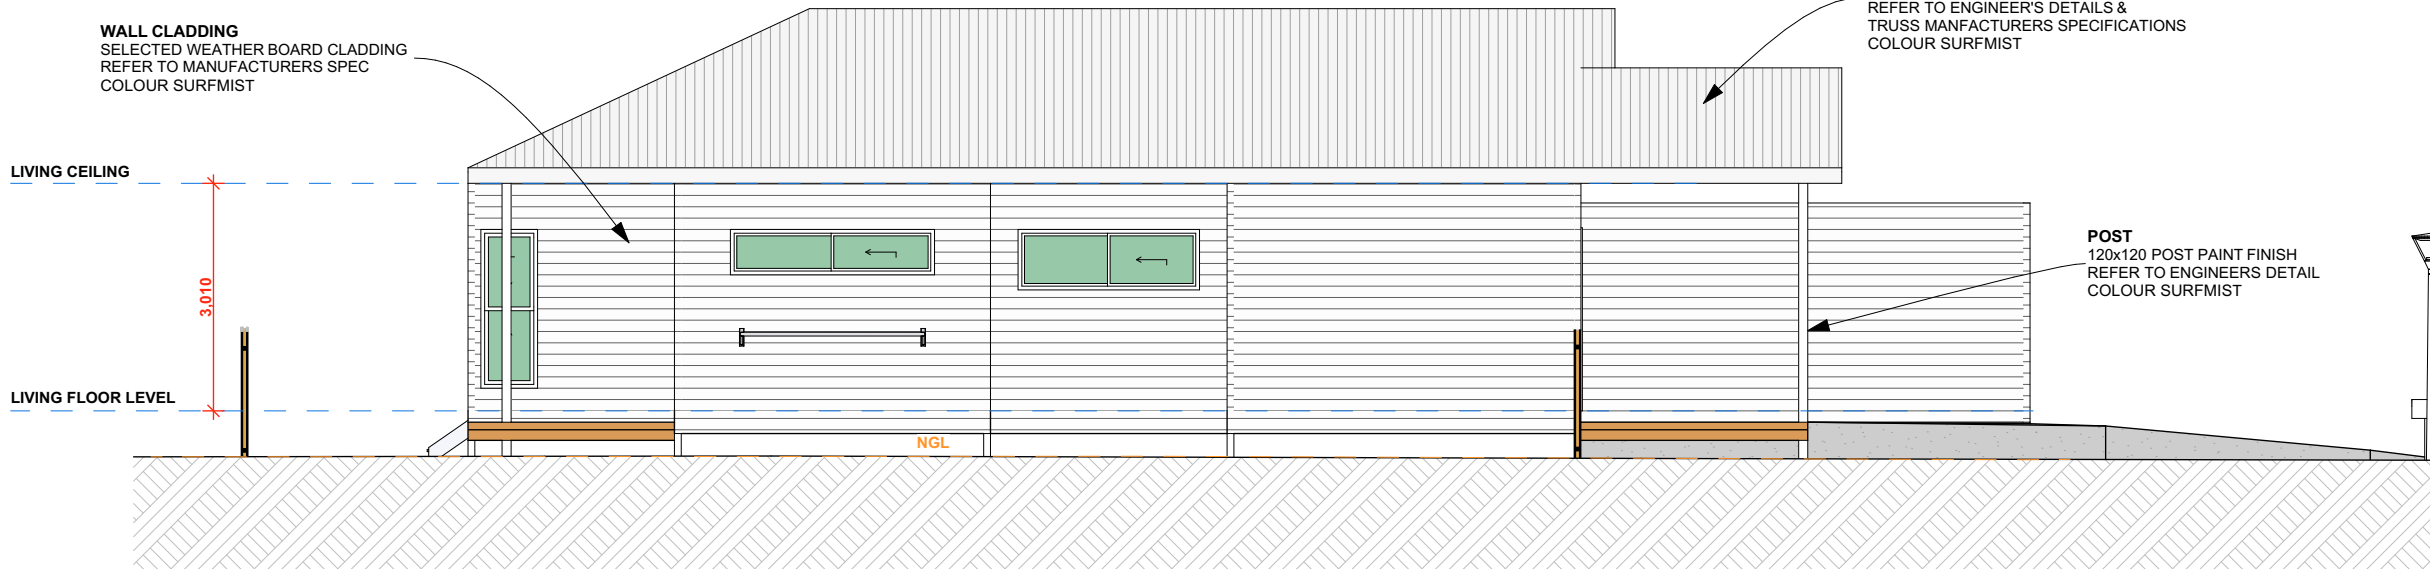 REFER TO ENGINEER'S DETAILS &
TRUSS MANFACTURERS SPECIFICATIONS
COLOUR SURFMIST
WALL CLADDING
SELECTED WEATHER BOARD CLADDING
REFER TO MANUFACTURERS SPEC
COLOUR SURFMIST
LIVING CEILING
3,010
POST
120x120 POST PAINT FINISH
REFER TO ENGINEERS DETAIL
COLOUR SURFMIST
LIVING FLOOR LEVEL
NGL